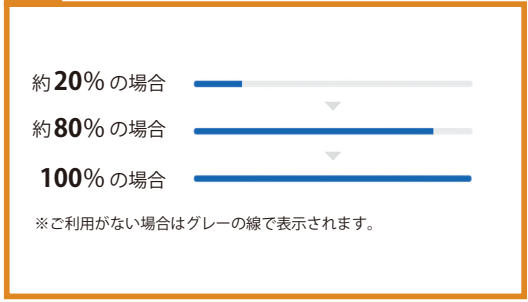 約20% の場合
約80% の場合
100% の場合
※ご利用がない場合はグレーの線で表示されます。